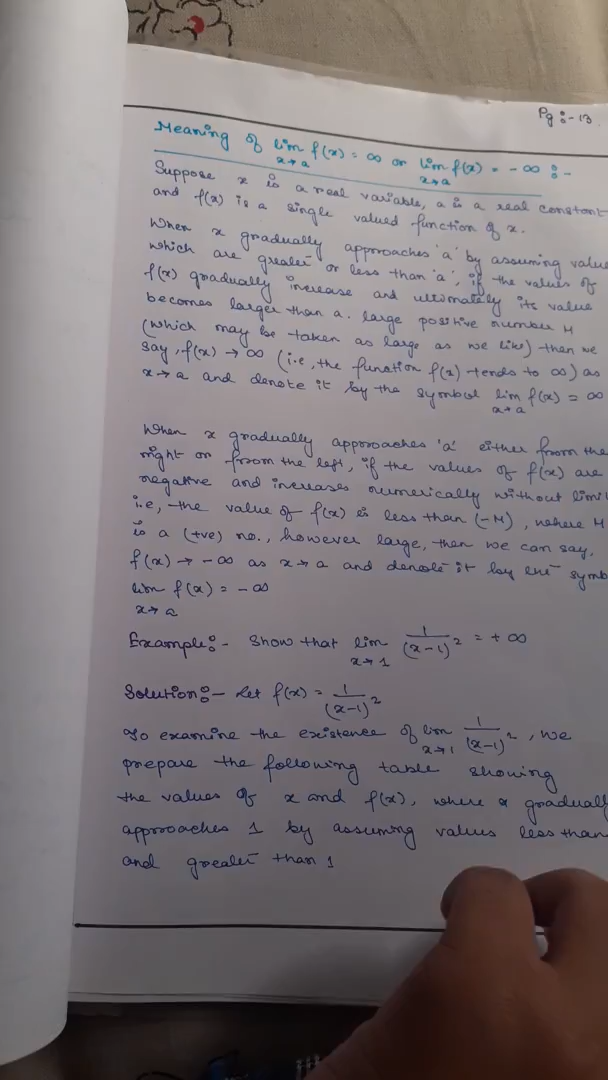 Pg :- 13
Meaning of lim f(x) = ∞ or lim f(x) = - ∞ :-
x→a x→a
Suppose x is a real variable, a is a real constant
and f(x) is a single valued function of x.
When x gradually approaches 'a' by assuming value
which are greater or less than 'a', if the values of
f(x) gradually increase and ultimately its value
becomes larger than a. large positive number M
(which may be taken as large as we like) then we
say, f(x) → ∞ (i.e, the function f(x) tends to ∞) as
x→a and denote it by the symbol lim f(x) = ∞
x→a
When x gradually approaches 'a' either from the
right or from the left, if the values of f(x) are
negative and increases numerically without limi
i.e, the value of f(x) is less than (-M), where M
is a (+ve) no., however large, then we can say,
f(x) → -∞ as x→a and denote it by the symb
lim f(x) = -∞
x→a
Example:- Show that lim 1/(x-1)² = +∞
x→1
Solution:- Let f(x) = 1/(x-1)²
To examine the existence of lim 1/(x-1)², we
x→1
prepare the following table showing
the values of x and f(x), where x graduall
approaches 1 by assuming values less than
and greater than 1